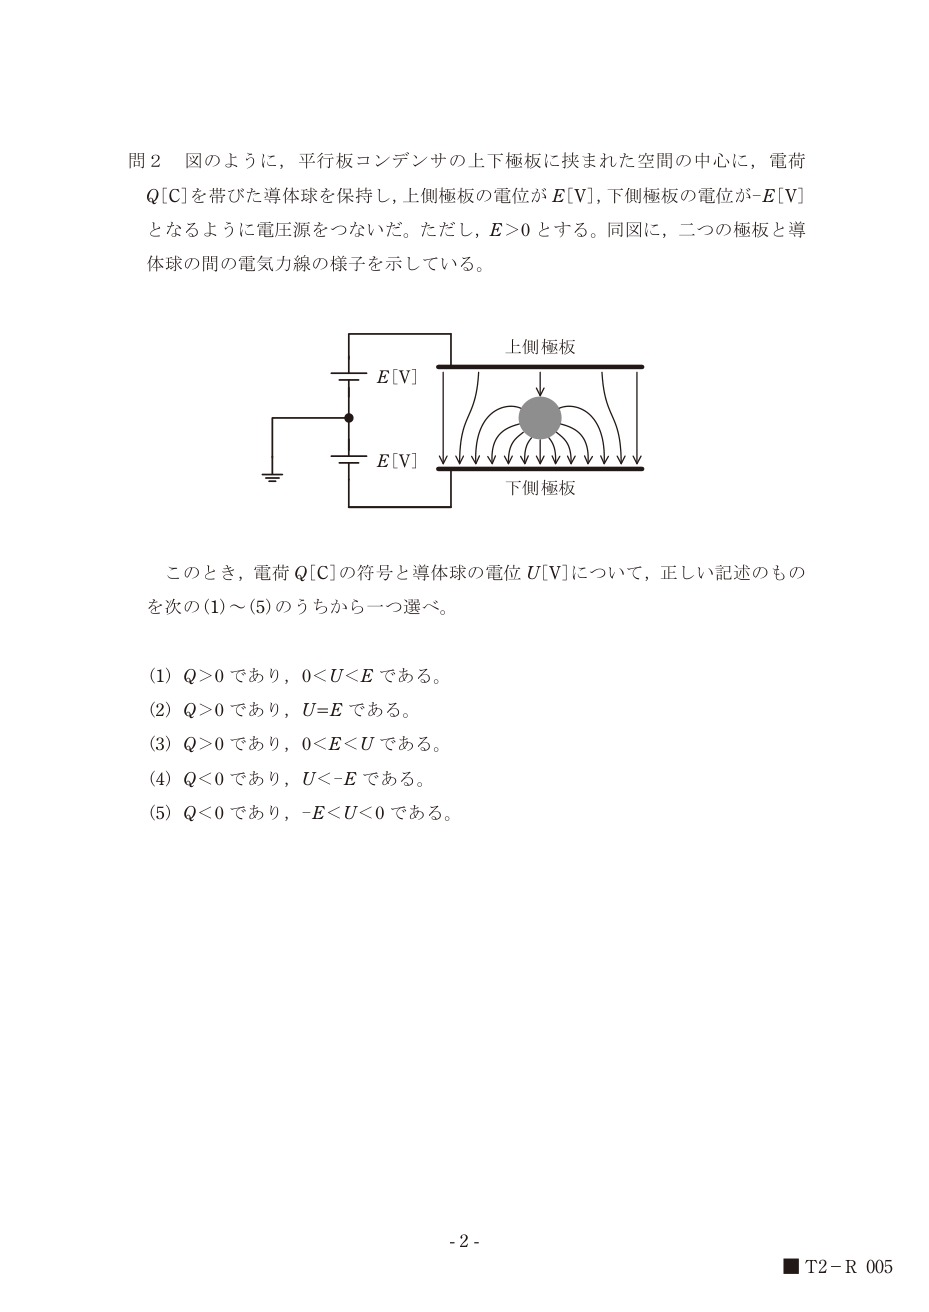 問２　図のように，平行板コンデンサの上下極板に挟まれた空間の中心に，電荷
Q[C]を帯びた導体球を保持し，上側極板の電位が E[V]，下側極板の電位が−E[V]
となるように電圧源をつないだ。ただし，E＞0 とする。同図に，二つの極板と導
体球の間の電気力線の様子を示している。
上側極板
E[V]
E[V]
下側極板
このとき，電荷 Q[C]の符号と導体球の電位 U[V]について，正しい記述のもの
を次の(1)～(5)のうちから一つ選べ。
(1) Q＞0 であり，0＜U＜E である。
(2) Q＞0 であり，U=E である。
(3) Q＞0 であり，0＜E＜U である。
(4) Q＜0 であり，U＜−E である。
(5) Q＜0 であり，−E＜U＜0 である。
- 2 -
■ T2－R 005